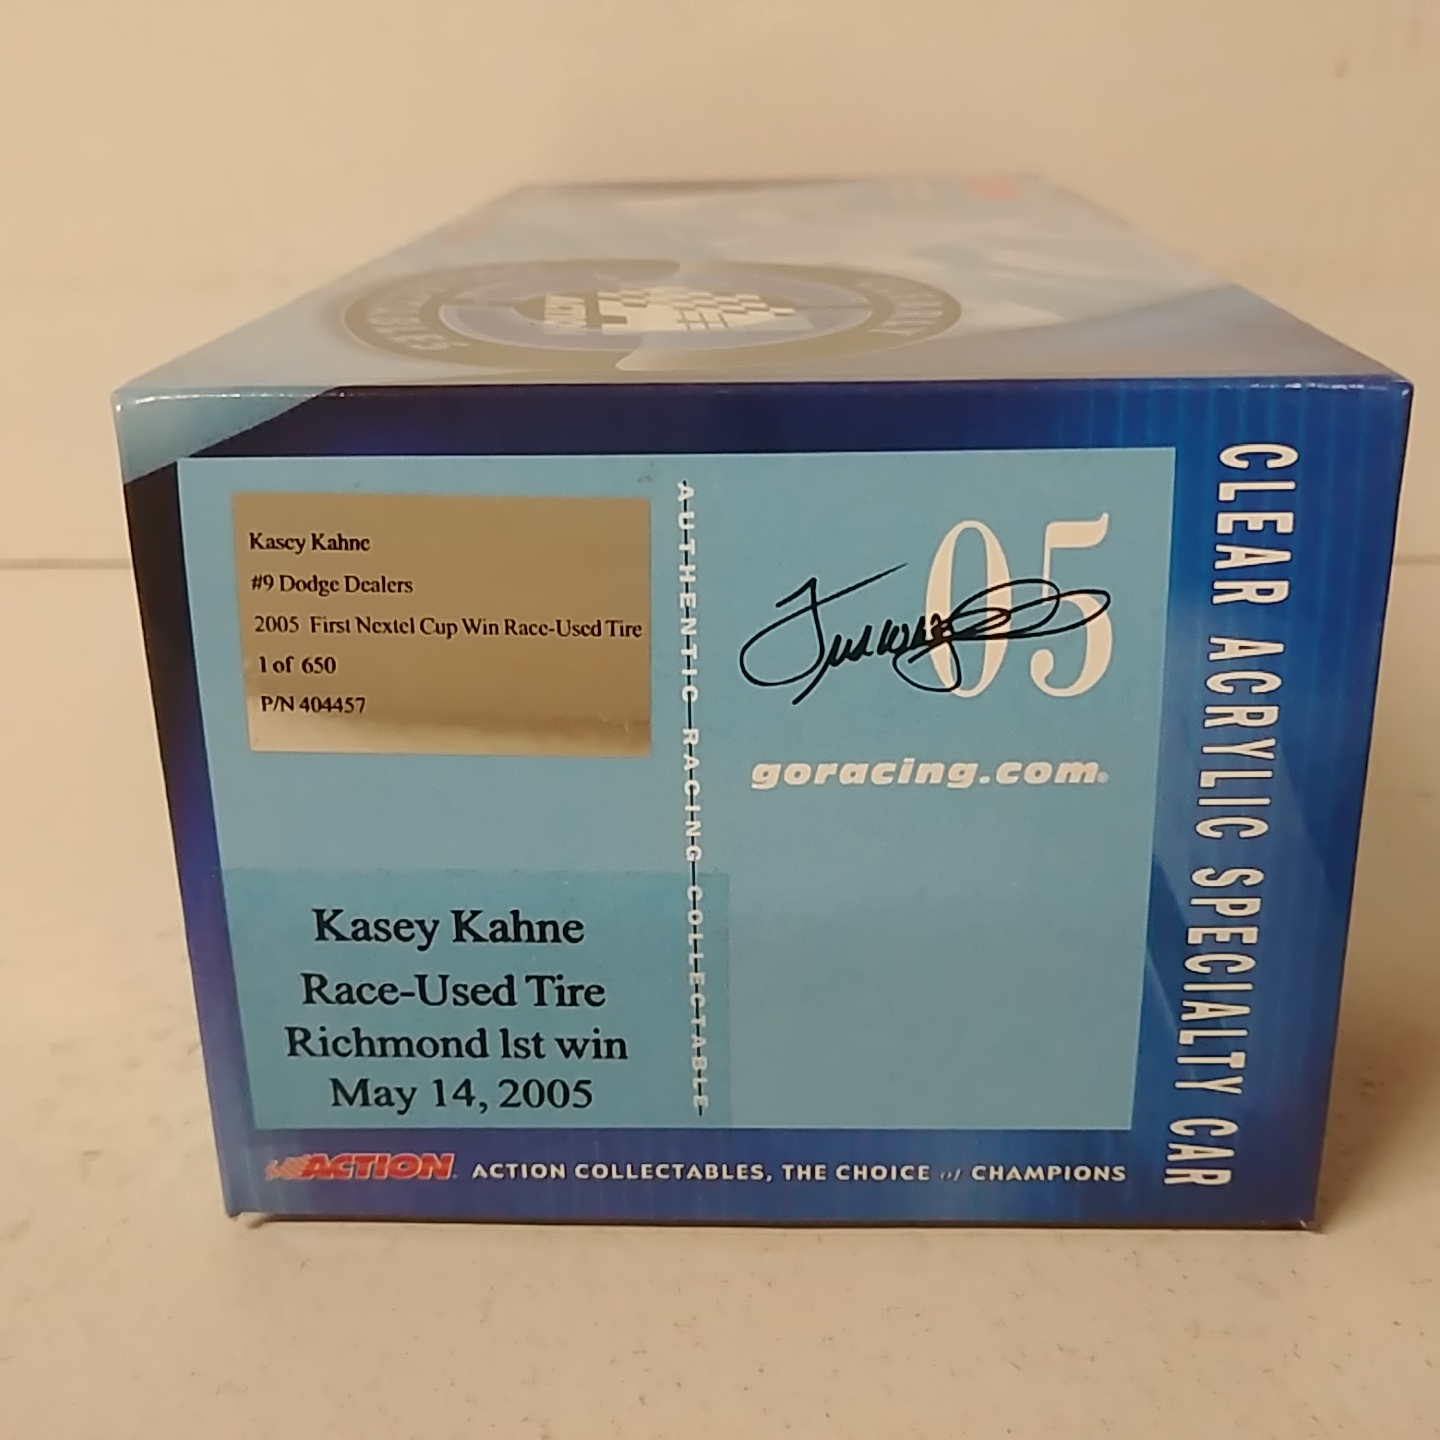 ACTION
Kasey Kahne
#9 Dodge Dealers
2005 First Nextel Cup Win Race-Used Tire
1 of 650
P/N 404457
AUTHENTIC RACING COLLECTABLE
05
goracing.com
Kasey Kahne
Race-Used Tire
Richmond 1st win
May 14, 2005
CLEAR ACRYLIC SPECIALTY CAR
ACTION ACTION COLLECTABLES, THE CHOICE of CHAMPIONS